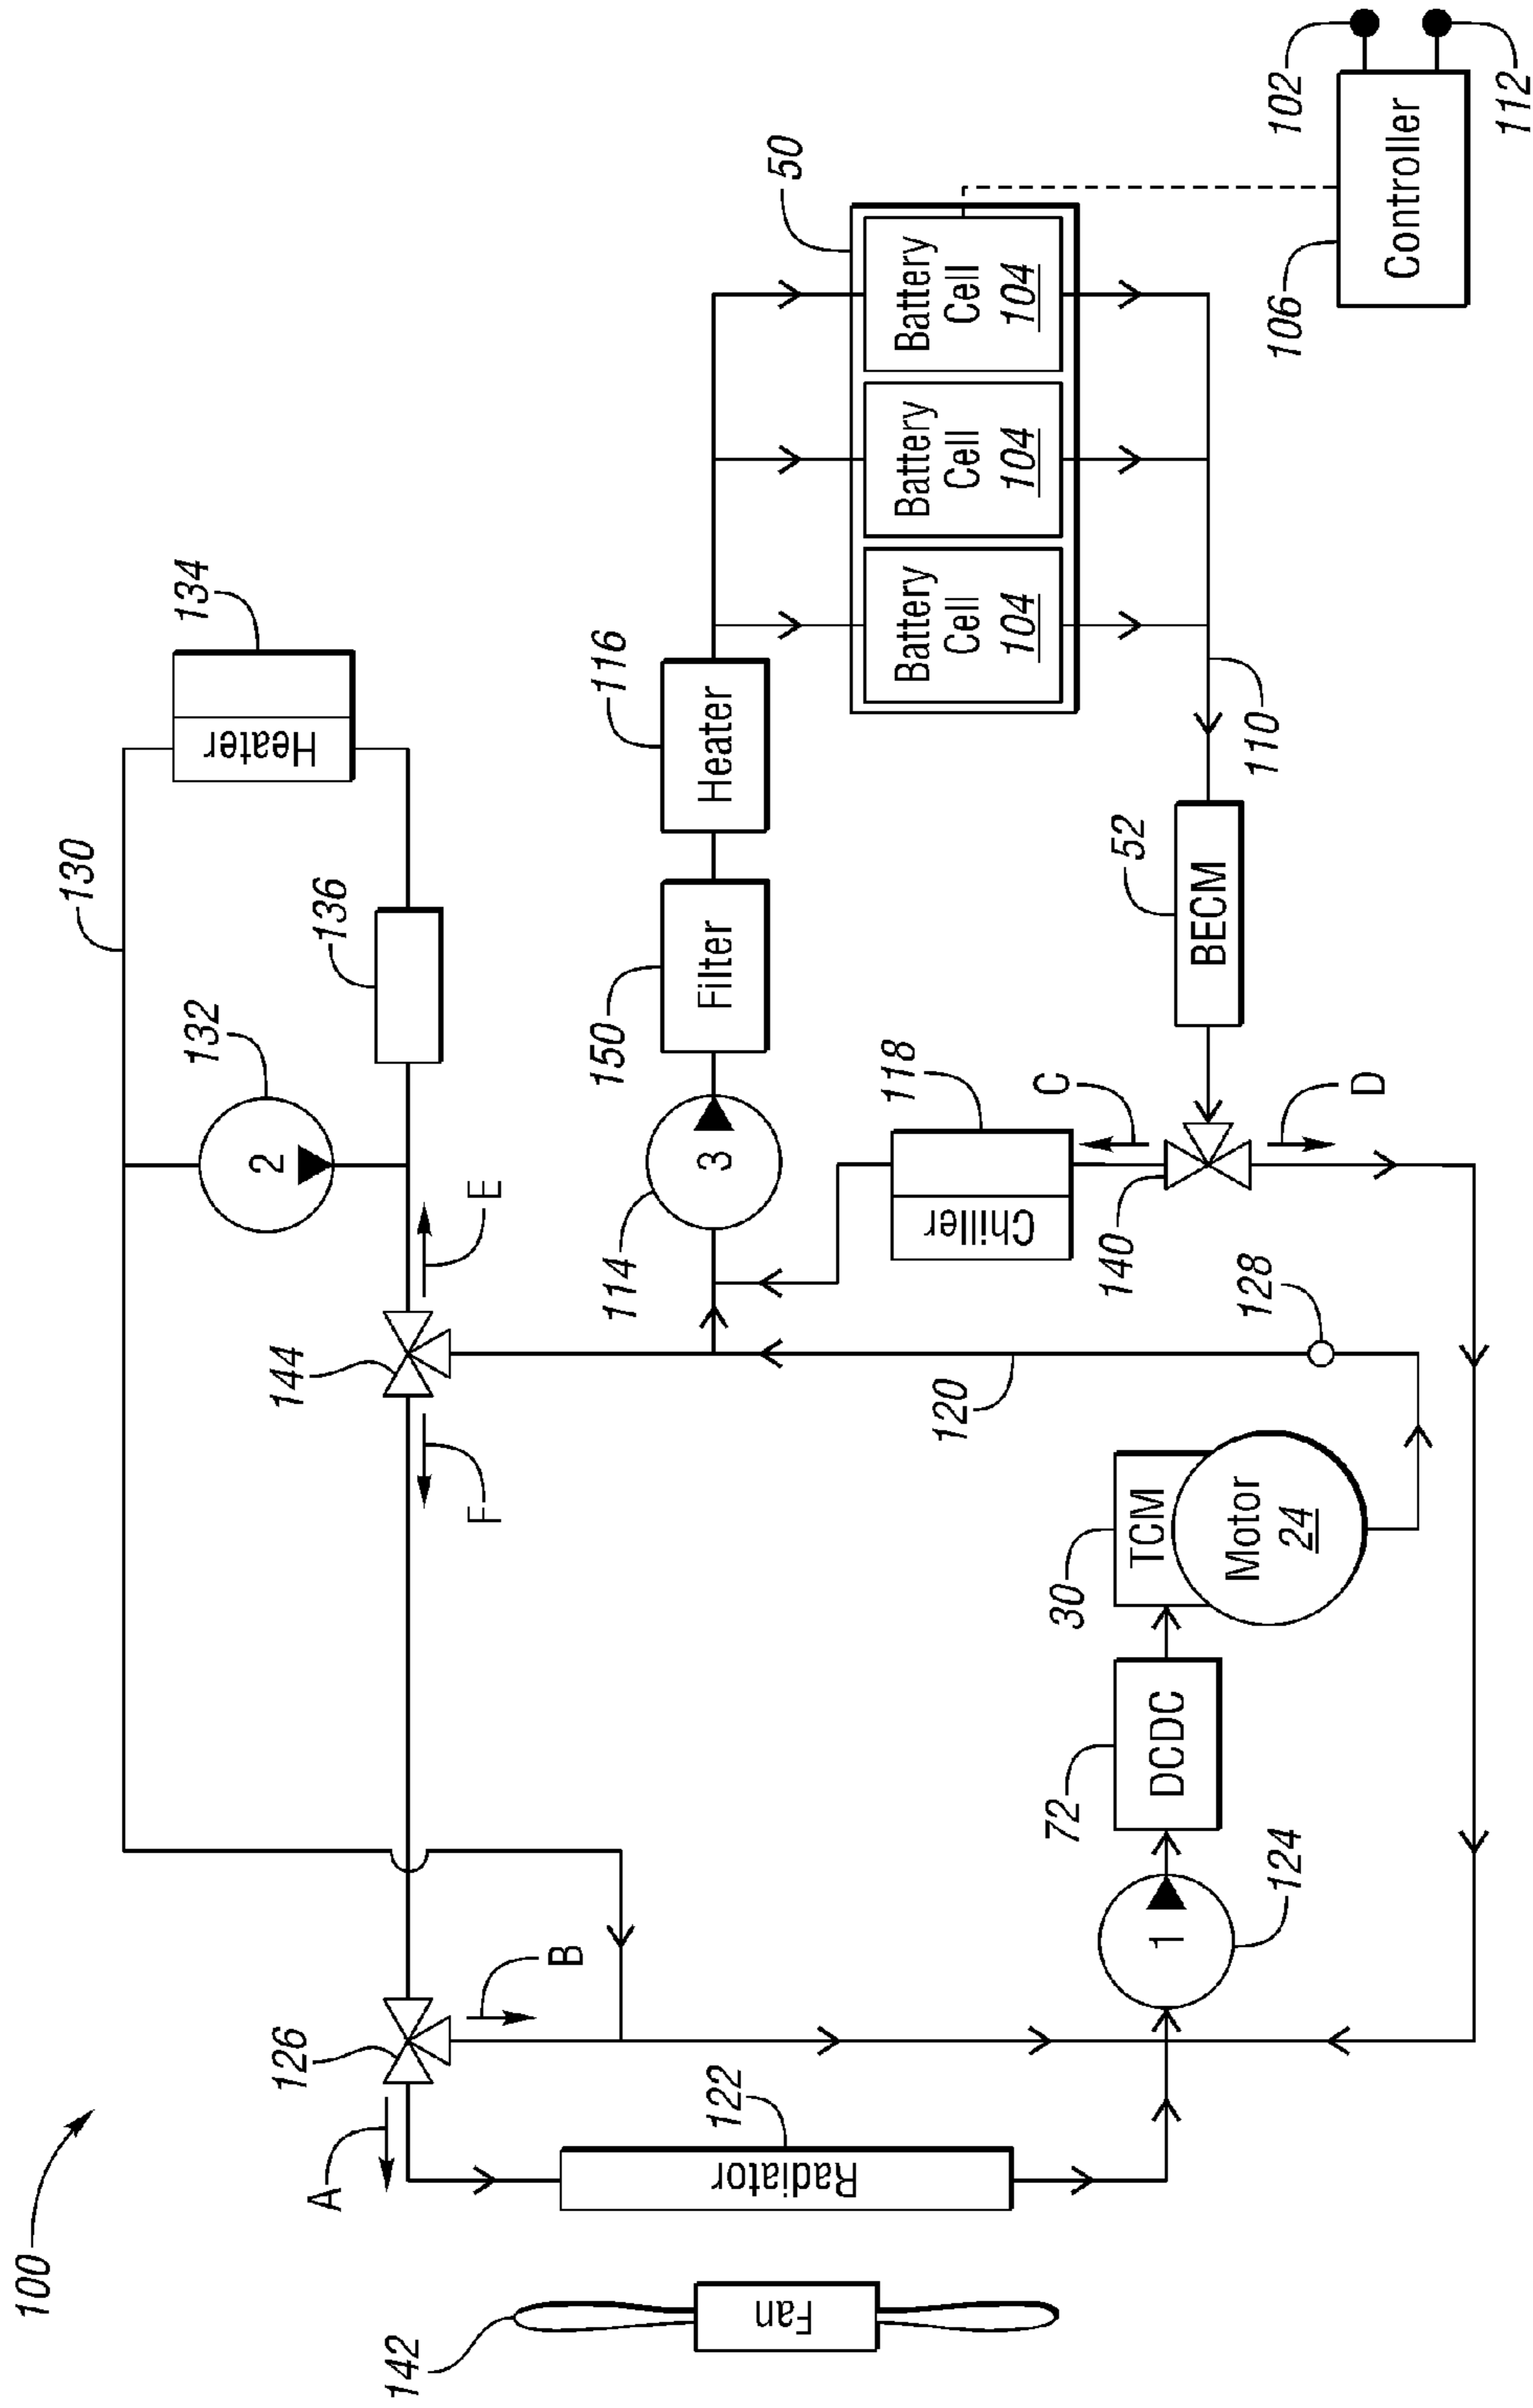 100
142
Fan
A
126
B
Radiator
122
F
144
E
130
132
2
136
134
Heater
114
3
150
Filter
116
Heater
50
Battery
Cell
104
Battery
Cell
104
Battery
Cell
104
1
124
72
DCDC
30
TCM
Motor
24
120
128
118
Chiller
C
140
D
52
BECM
110
106
Controller
102
112